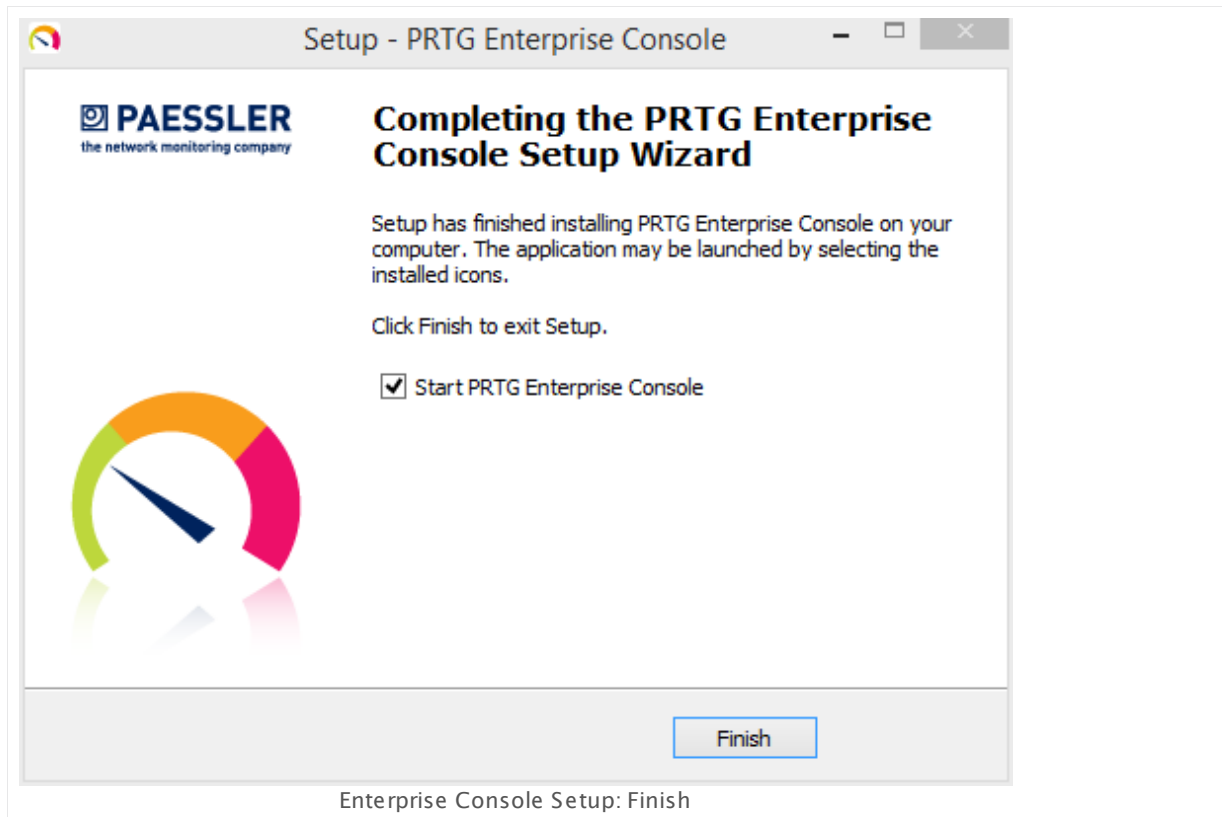 Setup - PRTG Enterprise Console
PAESSLER
the network monitoring company
Completing the PRTG Enterprise
Console Setup Wizard
Setup has finished installing PRTG Enterprise Console on your
computer. The application may be launched by selecting the
installed icons.
Click Finish to exit Setup.
Start PRTG Enterprise Console
Finish
Enterprise Console Setup: Finish